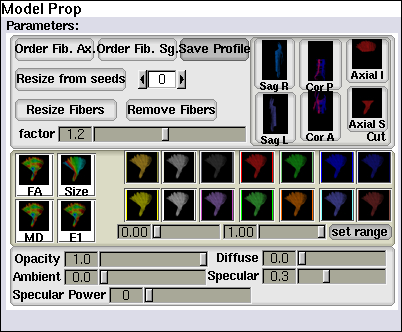 Model Prop
Parameters:
Order Fib. Ax. Order Fib. Sg. Save Profile
Resize from seeds 0
Resize Fibers Remove Fibers
factor 1.2
Sag R Cor P Axial I
Sag L Cor A Axial S
Cut
FA Size
MD E1
0.00 1.00 set range
Opacity 1.0 Diffuse 0.0
Ambient 0.0 Specular 0.3
Specular Power 0